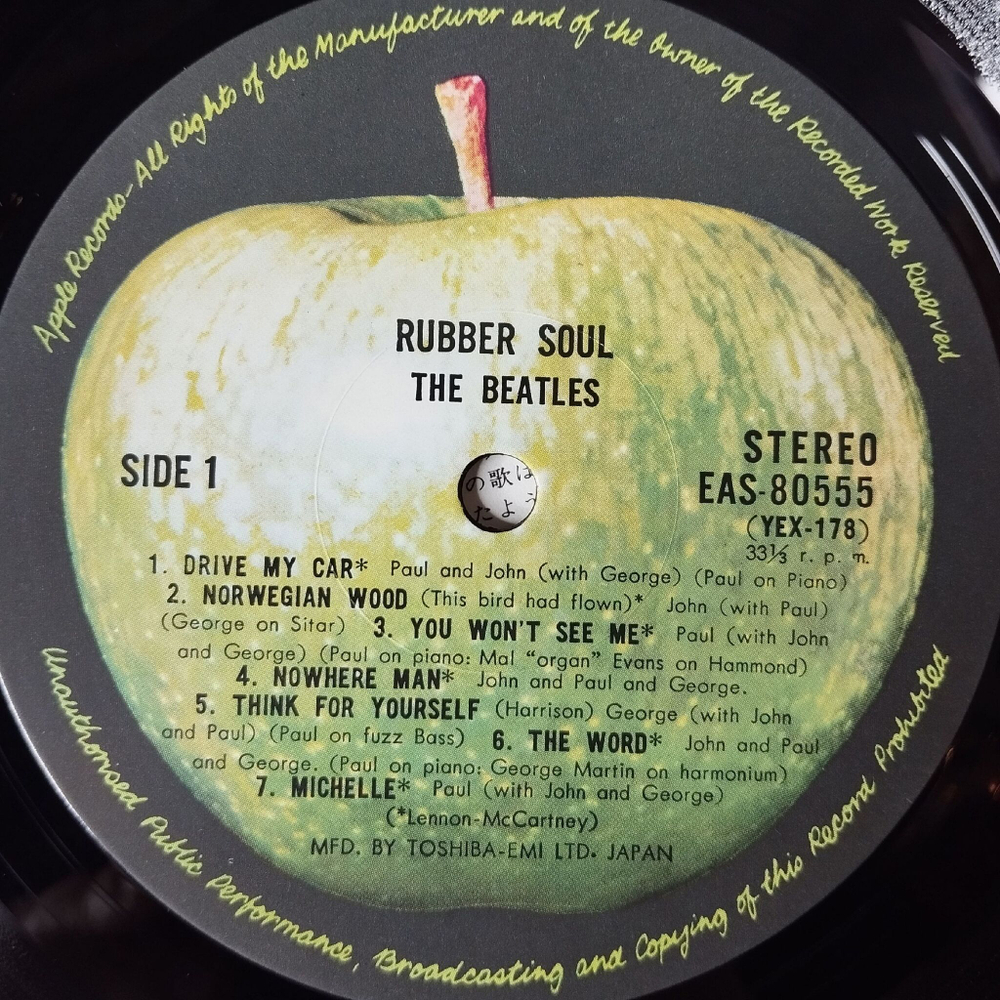 Apple Records-All Rights of the Manufacturer and of the Owner of the Recorded Work Reserved
RUBBER SOUL
THE BEATLES
SIDE 1
STEREO
EAS-80555
(YEX-178)
33⅓ r. p. m.
の歌は
たよう
1. DRIVE MY CAR* Paul and John (with George) (Paul on Piano)
2. NORWEGIAN WOOD (This bird had flown)* John (with Paul)
(George on Sitar) 3. YOU WON'T SEE ME* Paul (with John
and George) (Paul on piano: Mal "organ" Evans on Hammond)
4. NOWHERE MAN* John and Paul and George.
5. THINK FOR YOURSELF (Harrison) George (with John
and Paul) (Paul on fuzz Bass) 6. THE WORD* John and Paul
and George. (Paul on piano: George Martin on harmonium)
7. MICHELLE* Paul (with John and George)
(*Lennon-McCartney)
MFD. BY TOSHIBA-EMI LTD. JAPAN
Unauthorised Public Performance, Broadcasting and Copying of this Record Prohibited